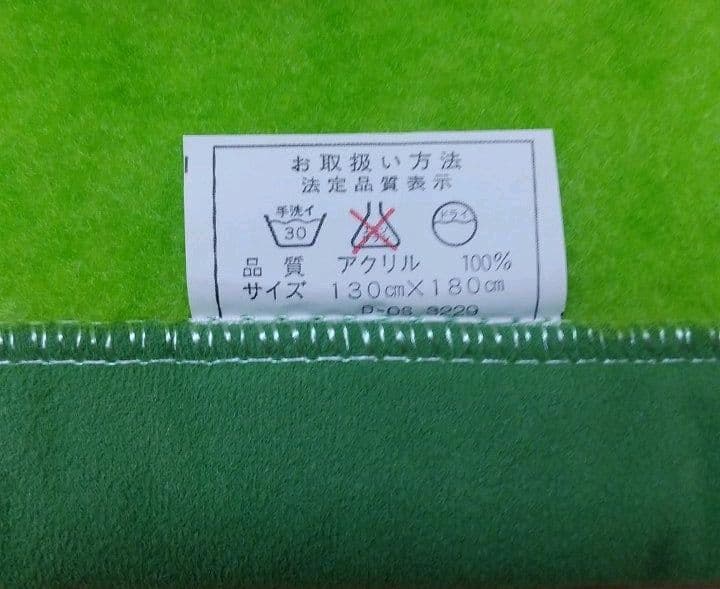 お取扱い方法
法定品質表示
手洗イ 30 ドライ
品質 アクリル 100%
サイズ 130cm×180cm